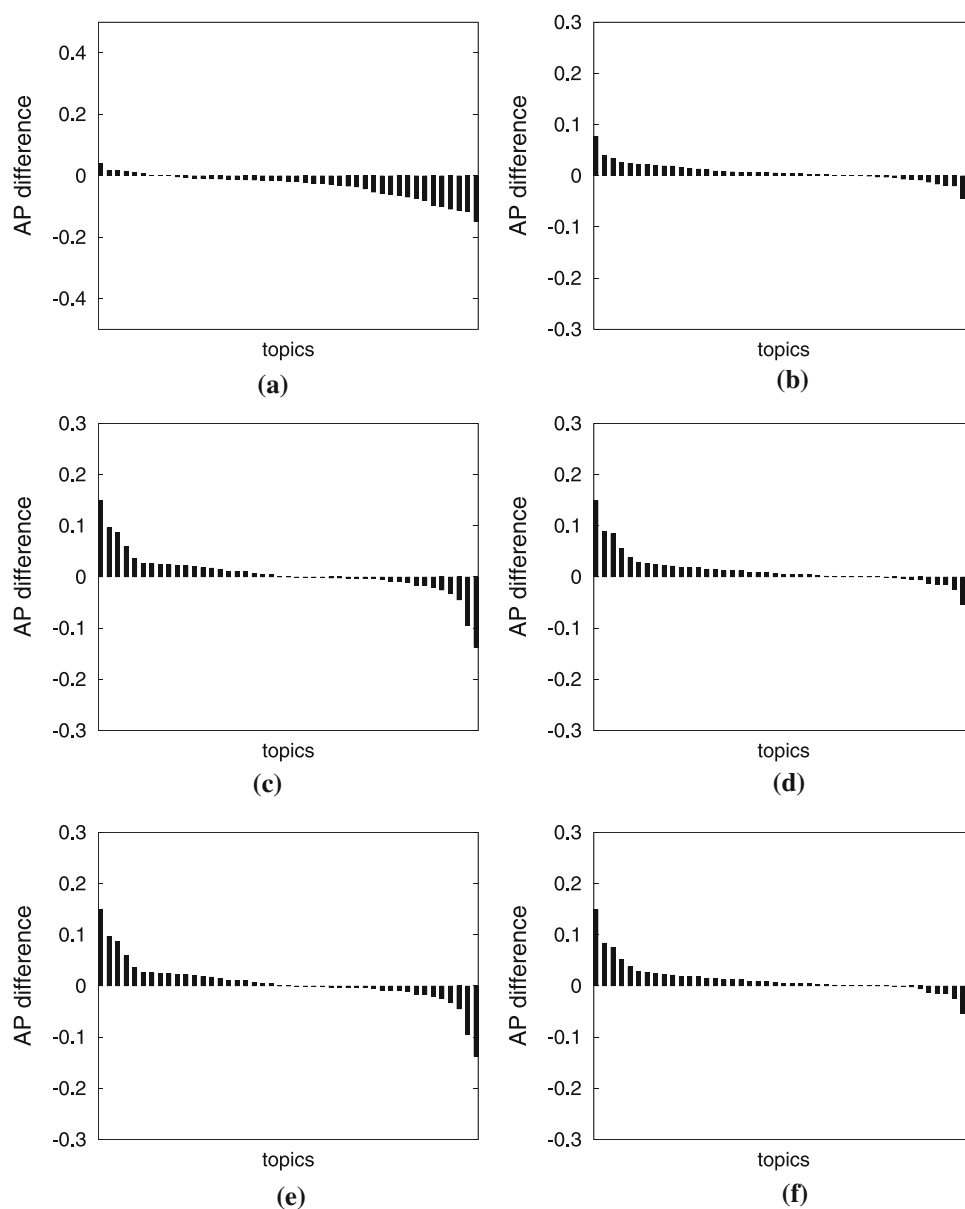 AP difference
0.4
0.2
0
-0.2
-0.4
topics
(a)
AP difference
0.3
0.2
0.1
0
-0.1
-0.2
-0.3
topics
(b)
AP difference
0.3
0.2
0.1
0
-0.1
-0.2
-0.3
topics
(c)
AP difference
0.3
0.2
0.1
0
-0.1
-0.2
-0.3
topics
(d)
AP difference
0.3
0.2
0.1
0
-0.1
-0.2
-0.3
topics
(e)
AP difference
0.3
0.2
0.1
0
-0.1
-0.2
-0.3
topics
(f)